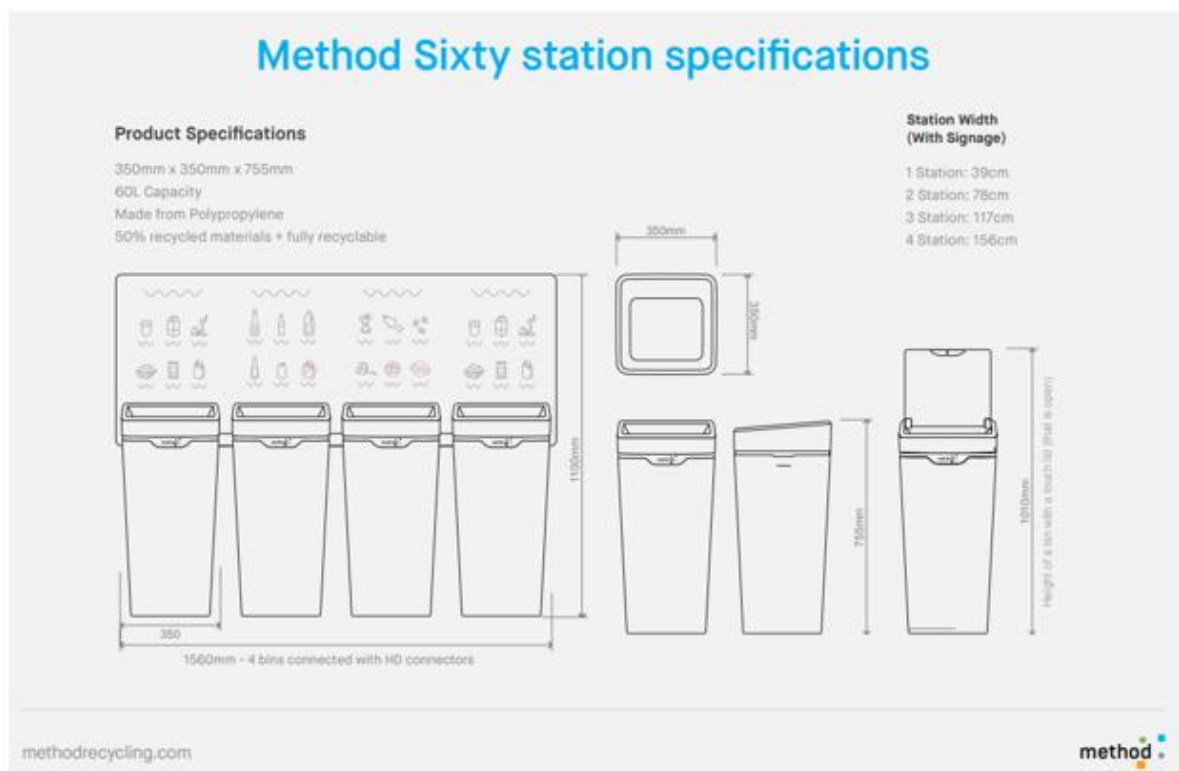 Method Sixty station specifications
Product Specifications
350mm x 350mm x 755mm
60L Capacity
Made from Polypropylene
50% recycled materials + fully recyclable
Station Width
(With Signage)
1 Station: 39cm
2 Station: 78cm
3 Station: 117cm
4 Station: 156cm
350mm
350mm
1100mm
755mm
1010mm
Height of a bin with a touch lid (that is open)
350
1560mm - 4 bins connected with HD connectors
methodrecycling.com
method